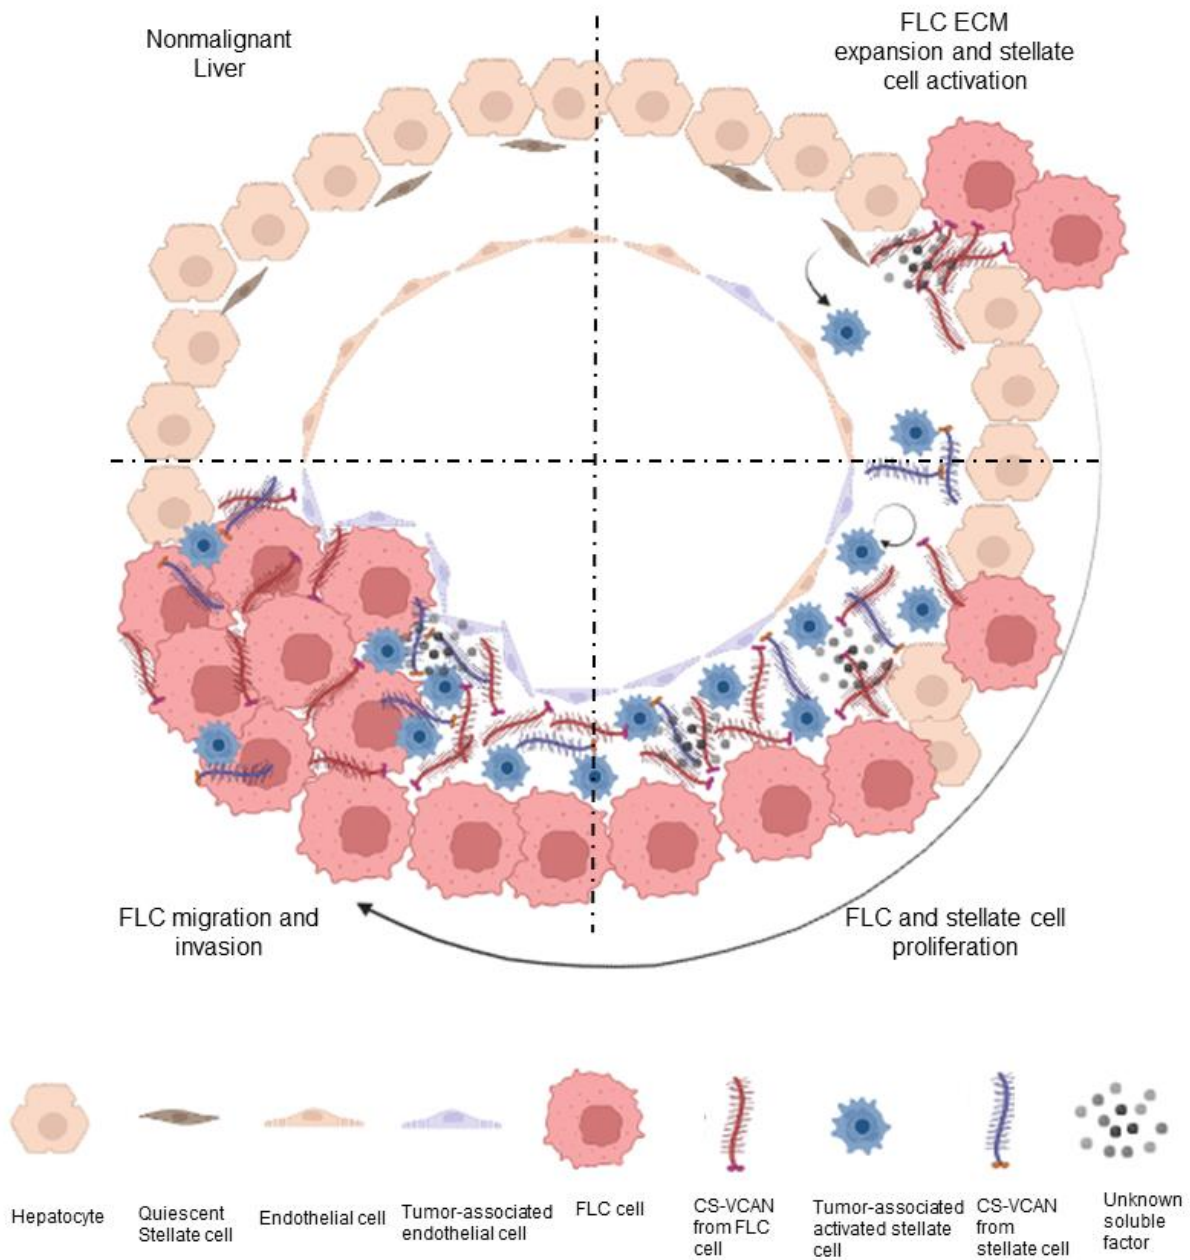 Nonmalignant
Liver
FLC ECM
expansion and stellate
cell activation
FLC migration and
invasion
FLC and stellate cell
proliferation
Hepatocyte
Quiescent
Stellate cell
Endothelial cell
Tumor-associated
endothelial cell
FLC cell
CS-VCAN
from FLC
cell
Tumor-associated
activated stellate
cell
CS-VCAN
from
stellate cell
Unknown
soluble
factor